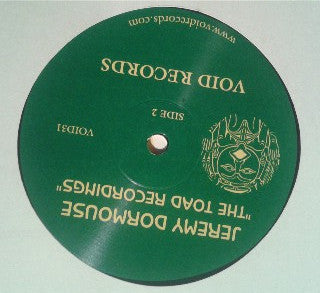 JEREMY DORMOUSE
"THE TOAD RECORDINGS"
VOID31
SIDE 2
VOID RECORDS
www.voidrecords.com